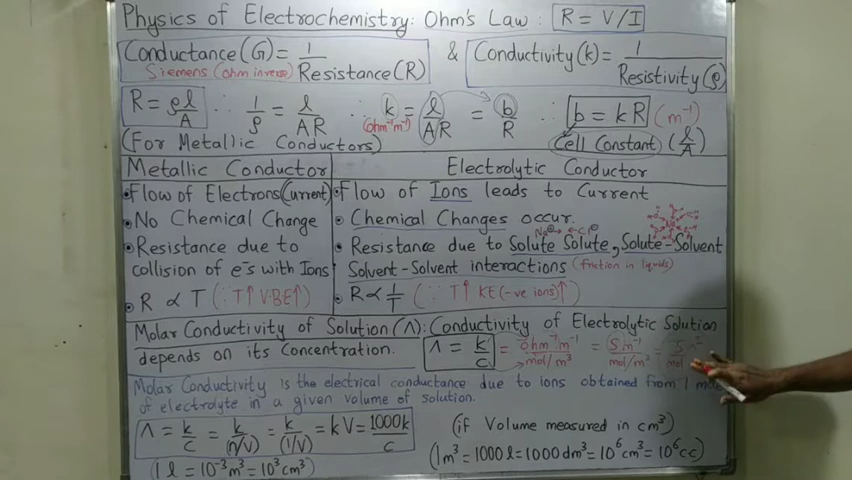 Physics of Electrochemistry: Ohm's Law: R = V/I
Conductance (G) = 1/Resistance (R) & Conductivity (k) = 1/Resistivity (ρ)
Siemens (ohm inverse)
R = ρl/A ∴ 1/ρ = l/AR ∴ k = l/AR = b/R ∴ b = kR (m⁻¹)
(ohm⁻¹m⁻¹)
(For Metallic Conductors) Cell Constant (l/A)
Metallic Conductor Electrolytic Conductor
• Flow of Electrons (Current) • Flow of Ions leads to Current
• No Chemical Change • Chemical Changes occur.
• Resistance due to • Resistance due to Solute Solute, Solute-Solvent
collision of e⁻s with Ions Solvent-Solvent interactions (friction in liquids)
• R ∝ T (∵ T↑ V.B.E↑) • R ∝ 1/T (∵ T↑ KE(-ve ions)↑)
Molar Conductivity of Solution (Λ): Conductivity of Electrolytic Solution
depends on its Concentration. Λ = k/c = ohm⁻¹m⁻¹/mol/m³ = S m⁻¹/mol/m³ = S
Molar Conductivity is the electrical conductance due to ions obtained from 1
of electrolyte in a given volume of solution.
Λ = k/c = k/(n/V) = k/(1/V) = kV = 1000k/c (if Volume measured in cm³)
(1 l = 10⁻³m³ = 10³cm³) (1m³ = 1000 l = 1000 dm³ = 10⁶cm³ = 10⁶cc)